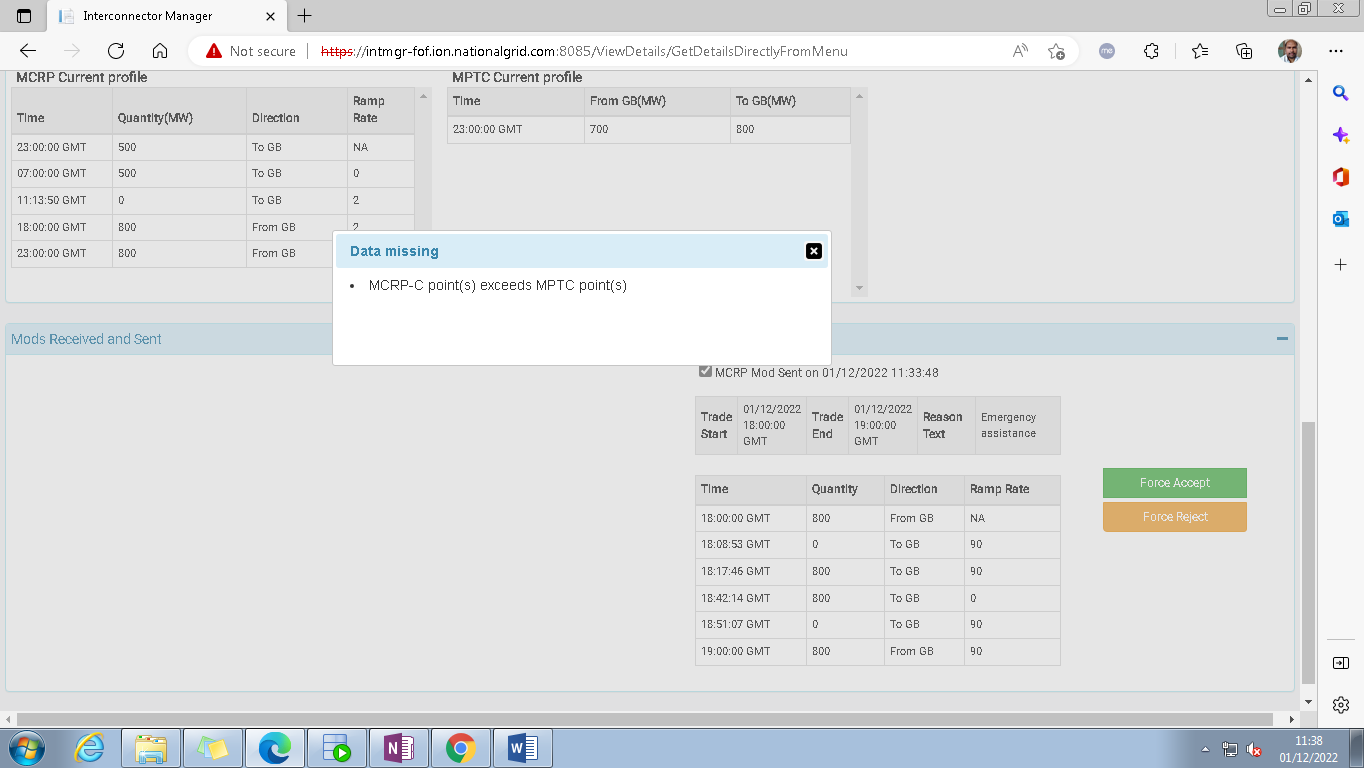 Interconnector Manager
Not secure https://intmgr-fof.ion.nationalgrid.com:8085/ViewDetails/GetDetailsDirectlyFromMenu
MCRP Current profile
Time Quantity(MW) Direction Ramp Rate
23:00:00 GMT 500 To GB NA
07:00:00 GMT 500 To GB 0
11:13:50 GMT 0 To GB 2
18:00:00 GMT 800 From GB 2
23:00:00 GMT 800 From GB
MPTC Current profile
Time From GB(MW) To GB(MW)
23:00:00 GMT 700 800
Data missing
• MCRP-C point(s) exceeds MPTC point(s)
Mods Received and Sent
MCRP Mod Sent on 01/12/2022 11:33:48
Trade Start 01/12/2022 18:00:00 GMT Trade End 01/12/2022 19:00:00 GMT Reason Text Emergency assistance
Time Quantity Direction Ramp Rate
18:00:00 GMT 800 From GB NA
18:08:53 GMT 0 To GB 90
18:17:46 GMT 800 To GB 90
18:42:14 GMT 800 To GB 0
18:51:07 GMT 0 To GB 90
19:00:00 GMT 800 From GB 90
Force Accept
Force Reject
11:38
01/12/2022